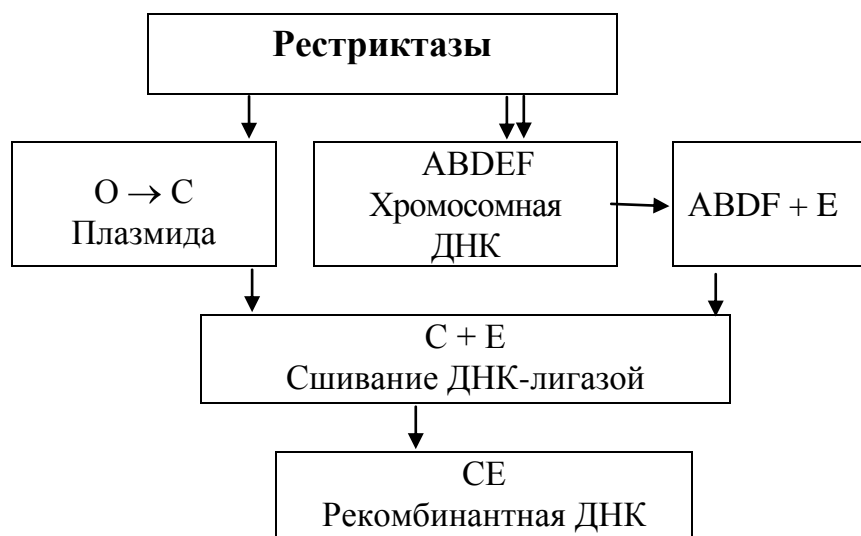 Рестриктазы
O → C
Плазмида
ABDEF
Хромосомная
ДНК
ABDF + E
C + E
Сшивание ДНК-лигазой
CE
Рекомбинантная ДНК